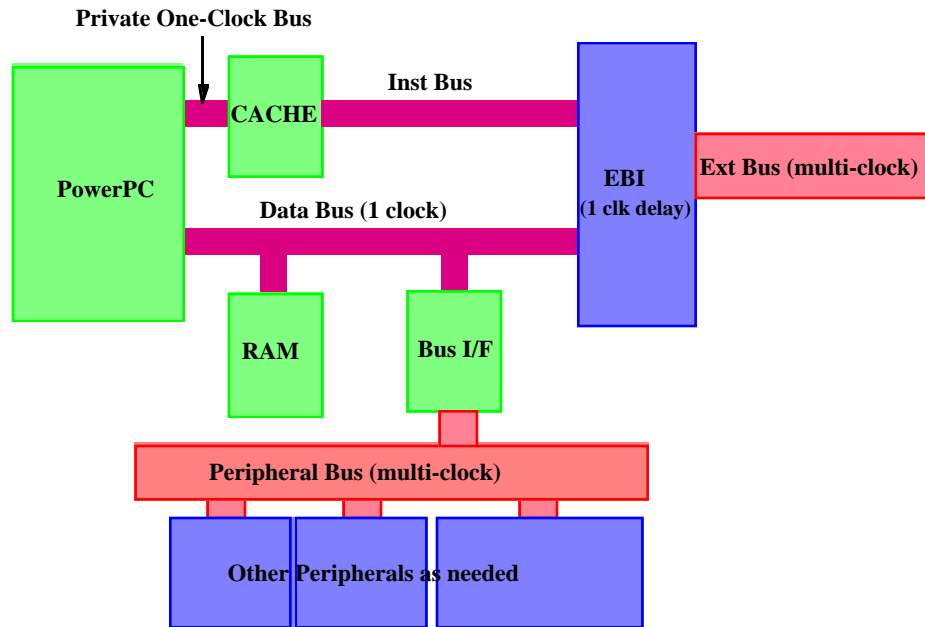 Private One-Clock Bus
Inst Bus
CACHE
PowerPC
EBI
(1 clk delay)
Ext Bus (multi-clock)
Data Bus (1 clock)
RAM
Bus I/F
Peripheral Bus (multi-clock)
Other Peripherals as needed